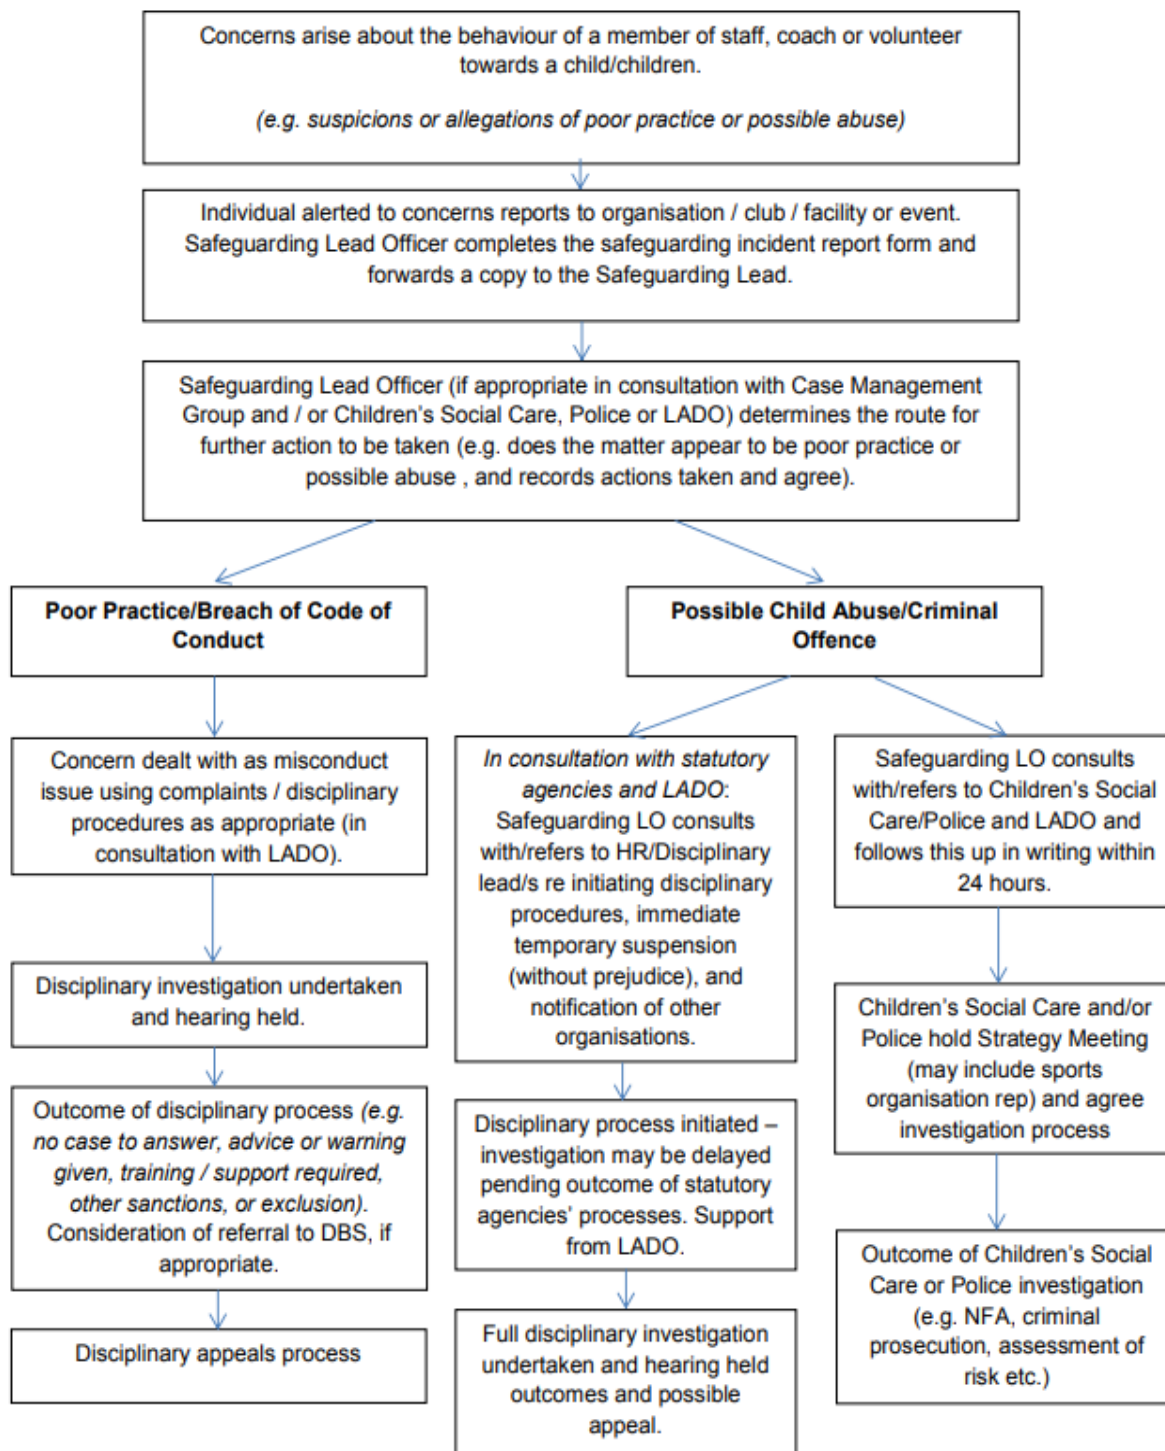 Concerns arise about the behaviour of a member of staff, coach or volunteer
towards a child/children.
(e.g. suspicions or allegations of poor practice or possible abuse)
Individual alerted to concerns reports to organisation / club / facility or event.
Safeguarding Lead Officer completes the safeguarding incident report form and
forwards a copy to the Safeguarding Lead.
Safeguarding Lead Officer (if appropriate in consultation with Case Management
Group and / or Children's Social Care, Police or LADO) determines the route for
further action to be taken (e.g. does the matter appear to be poor practice or
possible abuse , and records actions taken and agree).
Poor Practice/Breach of Code of
Conduct
Possible Child Abuse/Criminal
Offence
Concern dealt with as misconduct
issue using complaints / disciplinary
procedures as appropriate (in
consultation with LADO).
Disciplinary investigation undertaken
and hearing held.
Outcome of disciplinary process (e.g.
no case to answer, advice or warning
given, training / support required,
other sanctions, or exclusion).
Consideration of referral to DBS, if
appropriate.
Disciplinary appeals process
In consultation with statutory
agencies and LADO:
Safeguarding LO consults
with/refers to HR/Disciplinary
lead/s re initiating disciplinary
procedures, immediate
temporary suspension
(without prejudice), and
notification of other
organisations.
Disciplinary process initiated –
investigation may be delayed
pending outcome of statutory
agencies' processes. Support
from LADO.
Full disciplinary investigation
undertaken and hearing held
outcomes and possible
appeal.
Safeguarding LO consults
with/refers to Children's Social
Care/Police and LADO and
follows this up in writing within
24 hours.
Children's Social Care and/or
Police hold Strategy Meeting
(may include sports
organisation rep) and agree
investigation process
Outcome of Children's Social
Care or Police investigation
(e.g. NFA, criminal
prosecution, assessment of
risk etc.)